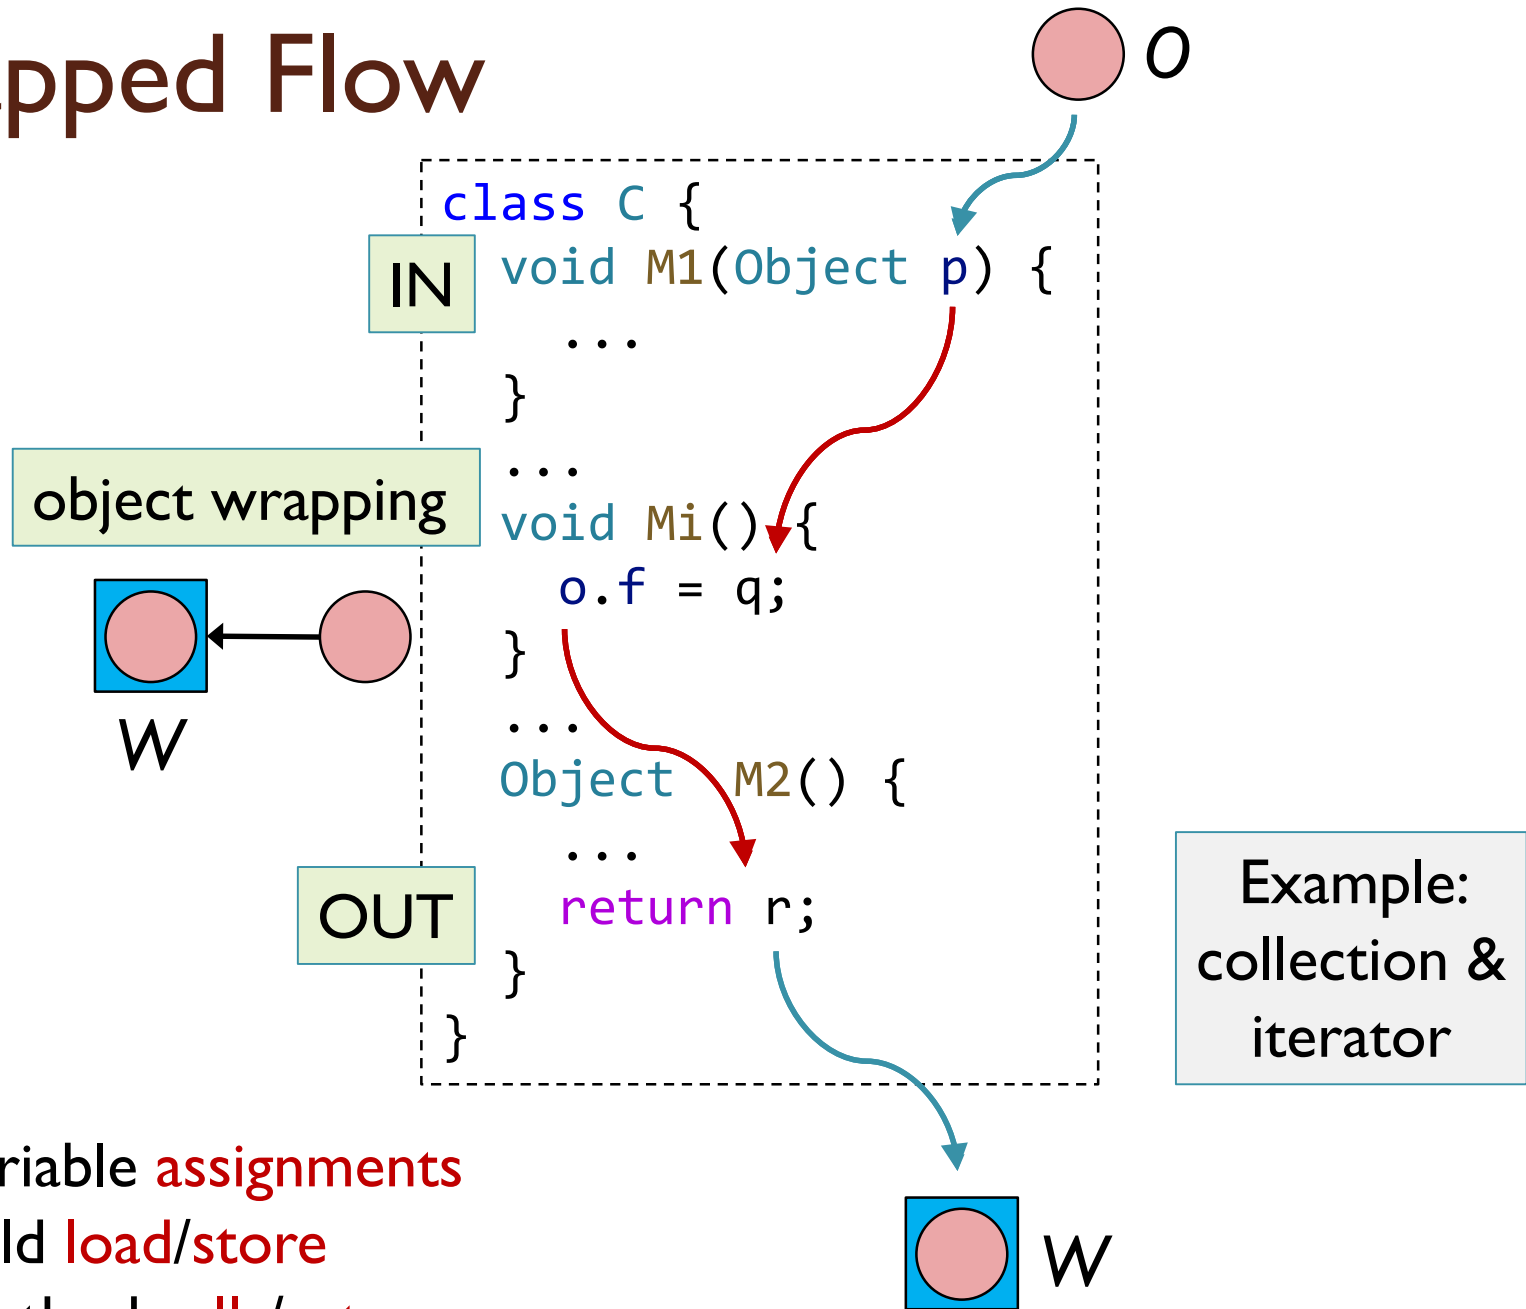 pped Flow
O
class C {
IN
void M1(Object p) {
...
}
...
object wrapping
void Mi() {
o.f = q;
}
W
...
Object M2() {
...
OUT
return r;
}
}
Example:
collection &
iterator
riable assignments
ld load/store
W